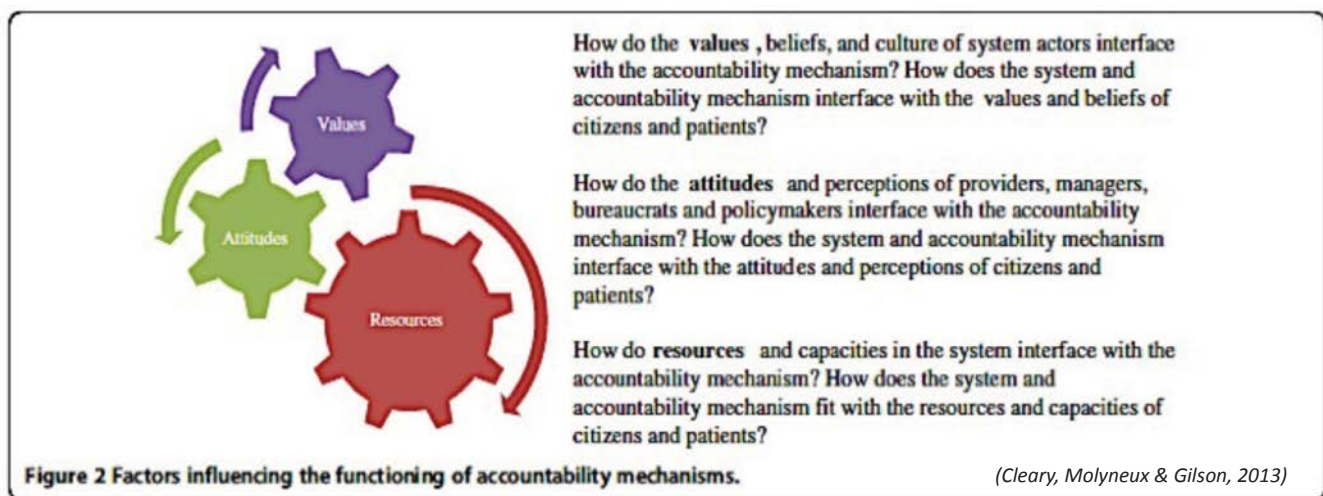 Values
Attitudes
Resources
How do the values , beliefs, and culture of system actors interface
with the accountability mechanism? How does the system and
accountability mechanism interface with the values and beliefs of
citizens and patients?
How do the attitudes and perceptions of providers, managers,
bureaucrats and policymakers interface with the accountability
mechanism? How does the system and accountability mechanism
interface with the attitudes and perceptions of citizens and
patients?
How do resources and capacities in the system interface with the
accountability mechanism? How does the system and
accountability mechanism fit with the resources and capacities of
citizens and patients?
Figure 2 Factors influencing the functioning of accountability mechanisms.
(Cleary, Molyneux & Gilson, 2013)